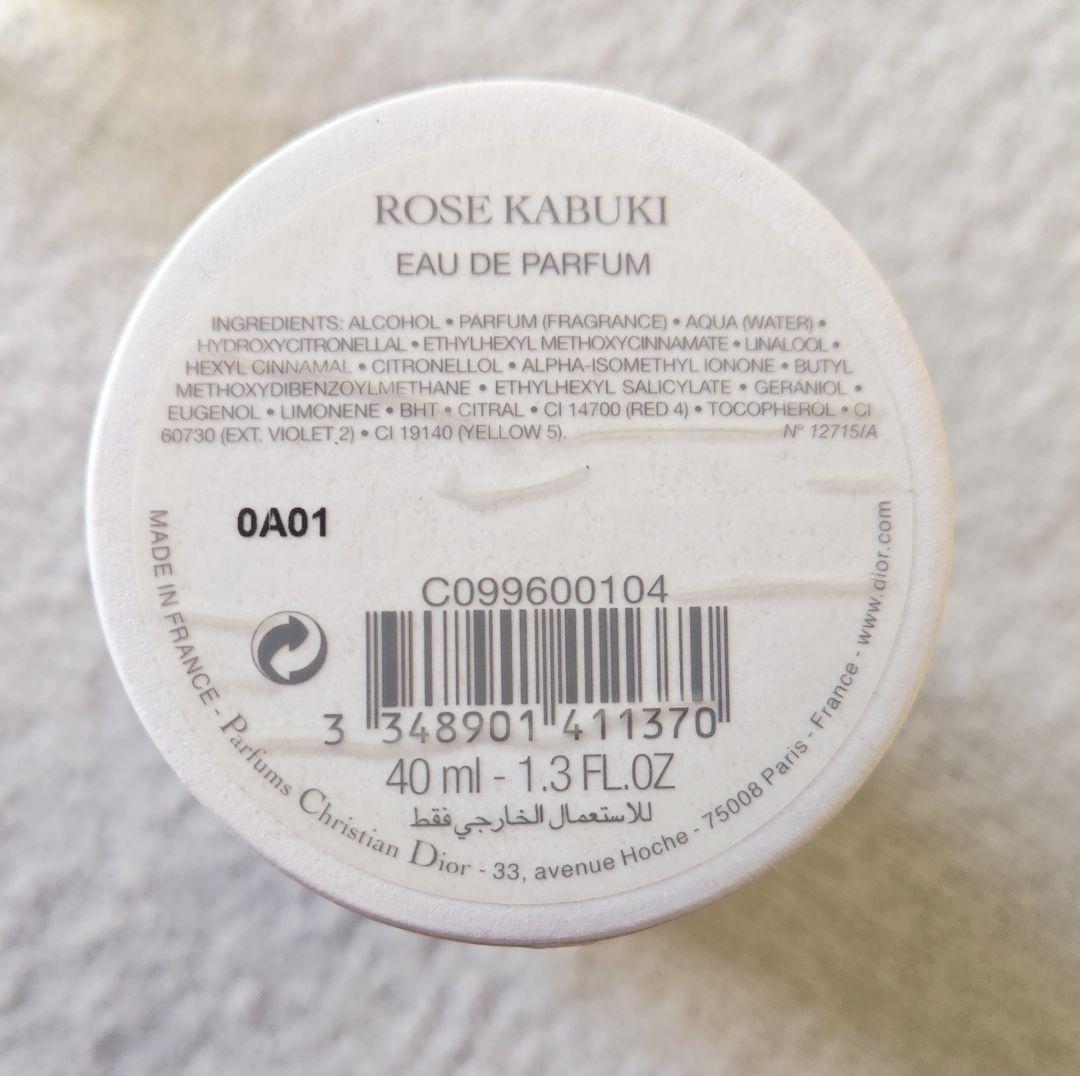 ROSE KABUKI
EAU DE PARFUM
INGREDIENTS: ALCOHOL • PARFUM (FRAGRANCE) • AQUA (WATER) •
HYDROXYCITRONELLAL • ETHYLHEXYL METHOXYCINNAMATE • LINALOOL •
HEXYL CINNAMAL • CITRONELLOL • ALPHA-ISOMETHYL IONONE • BUTYL
METHOXYDIBENZOYLMETHANE • ETHYLHEXYL SALICYLATE • GERANIOL •
EUGENOL • LIMONENE • BHT • CITRAL • CI 14700 (RED 4) • TOCOPHEROL • CI
60730 (EXT. VIOLET 2) • CI 19140 (YELLOW 5). N° 12715/A
0A01
C099600104
3 348901 411370
40 ml - 1.3 FL.OZ
للاستعمال الخارجي فقط
MADE IN FRANCE - Parfums Christian Dior - 33, avenue Hoche - 75008 Paris - France - www.dior.com